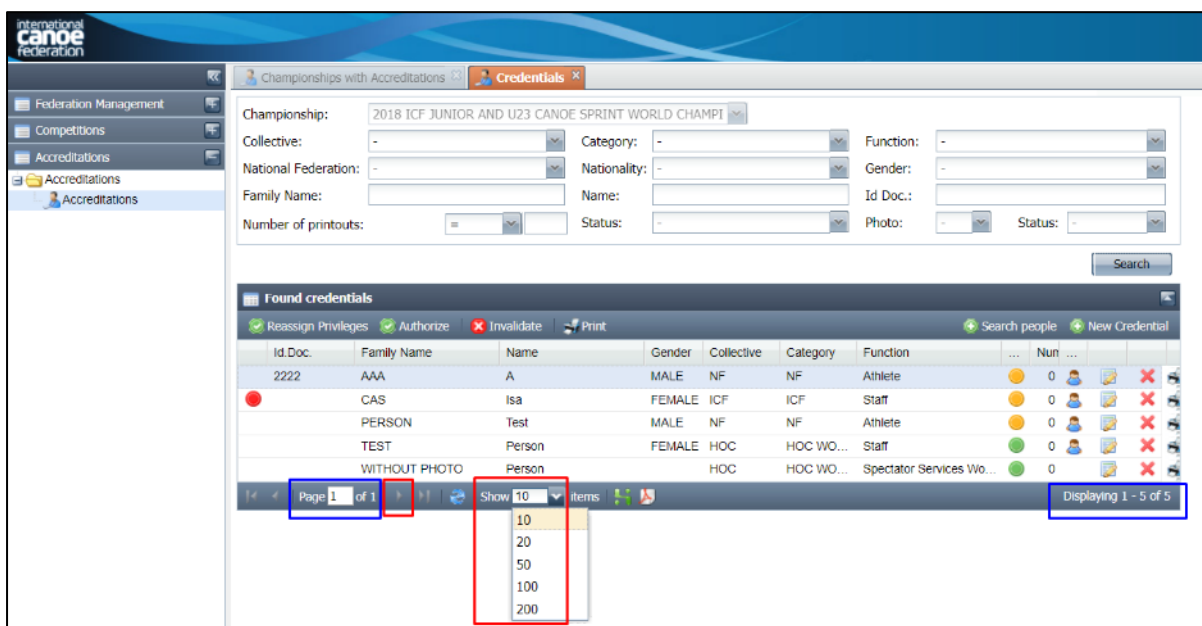 international
canoe
federation
Championships with Accreditations
Credentials
Federation Management
Competitions
Accreditations
Accreditations
Accreditations
Championship: 2018 ICF JUNIOR AND U23 CANOE SPRINT WORLD CHAMPI
Collective: - Category: - Function: -
National Federation: - Nationality: - Gender: -
Family Name: Name: Id Doc.:
Number of printouts: = Status: - Photo: - Status: -
Search
Found credentials
Reassign Privileges Authorize Invalidate Print Search people New Credential
Id.Doc. Family Name Name Gender Collective Category Function ... Nun ...
2222 AAA A MALE NF NF Athlete 0
CAS Isa FEMALE ICF ICF Staff 0
PERSON Test MALE NF NF Athlete 0
TEST Person FEMALE HOC HOC WO... Staff 0
WITHOUT PHOTO Person HOC HOC WO... Spectator Services Wo... 0
Page 1 of 1 Show 10 items Displaying 1 - 5 of 5
10
20
50
100
200